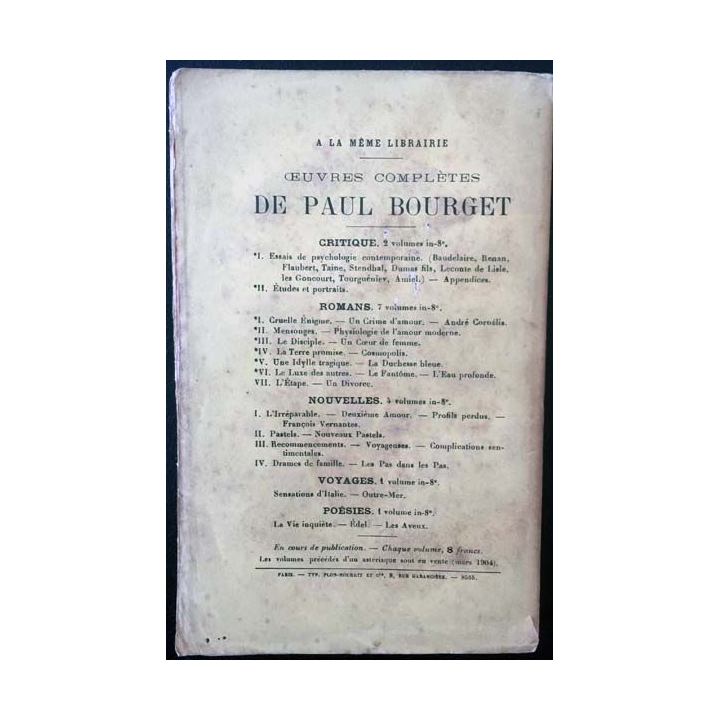 A LA MÊME LIBRAIRIE
ŒUVRES COMPLÈTES
DE PAUL BOURGET
CRITIQUE. 2 volumes in-8º.
*I. Essais de psychologie contemporaine. (Baudelaire, Renan,
Flaubert, Taine, Stendhal, Dumas fils, Leconte de Lisle,
les Goncourt, Tourguéniev, Amiel.) — Appendices.
*II. Études et portraits.
ROMANS. 7 volumes in-8º.
*I. Cruelle Énigme. — Un Crime d'amour. — André Cornélis.
*II. Mensonges. — Physiologie de l'amour moderne.
*III. Le Disciple. — Un Cœur de femme.
*IV. La Terre promise. — Cosmopolis.
*V. Une Idylle tragique. — La Duchesse bleue.
*VI. Le Luxe des autres. — Le Fantôme. — L'Eau profonde.
VII. L'Étape. — Un Divorce.
NOUVELLES. 4 volumes in-8º.
I. L'Irréparable. — Deuxième Amour. — Profils perdus. —
François Vernantes.
II. Pastels. — Nouveaux Pastels.
III. Recommencements. — Voyageuses. — Complications sen-
timentales.
IV. Drames de famille. — Les Pas dans les Pas.
VOYAGES. 1 volume in-8º.
Sensations d'Italie. — Outre-Mer.
POÉSIES. 1 volume in-8º.
La Vie inquiète. — Édel. — Les Aveux.
En cours de publication. — Chaque volume, 8 francs.
Les volumes précédés d'un astérisque sont en vente (mars 1904).
PARIS. — TYP. PLON-NOURRIT ET Cie, 8, RUE GARANCIÈRE. —